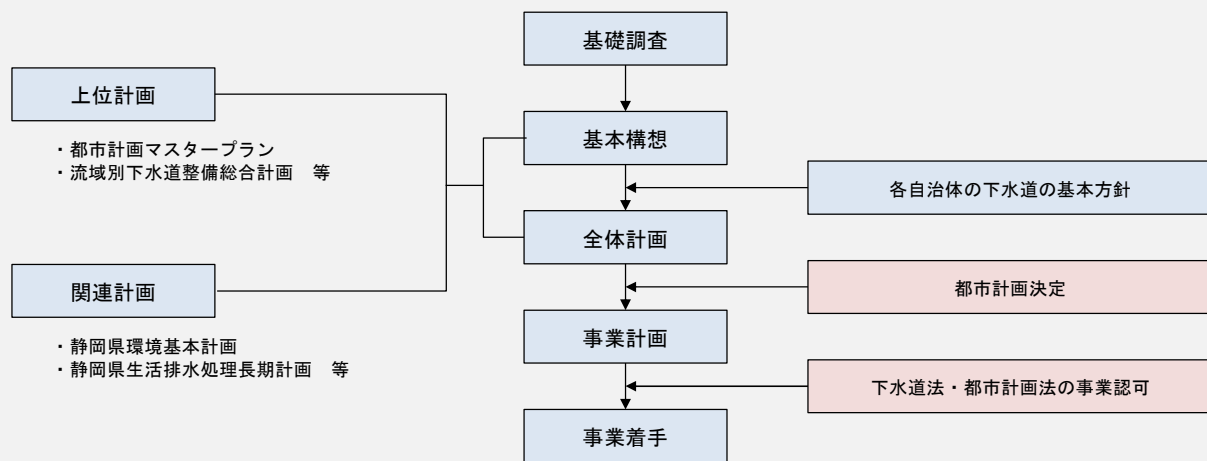 基礎調査
上位計画
・都市計画マスタープラン
・流域別下水道整備総合計画　等
基本構想
各自治体の下水道の基本方針
全体計画
関連計画
・静岡県環境基本計画
・静岡県生活排水処理長期計画　等
都市計画決定
事業計画
下水道法・都市計画法の事業認可
事業着手